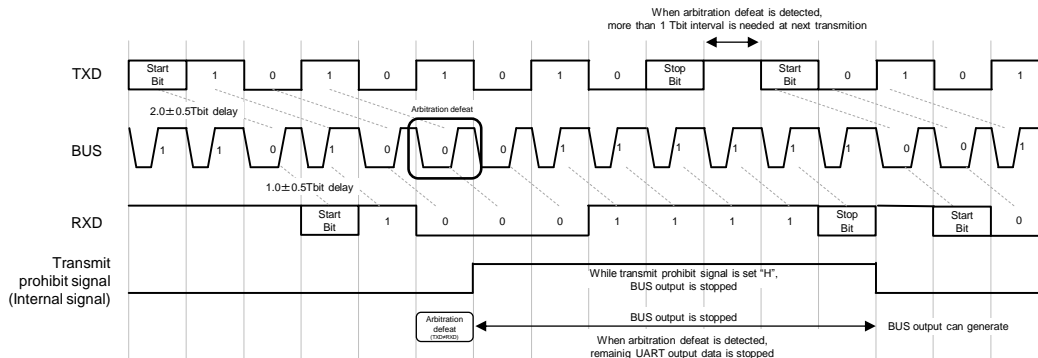 When arbitration defeat is detected,
more than 1 Tbit interval is needed at next transmition
TXD
Start
Bit
1 0 1 0 1 0 1 0
Stop
Bit
Start
Bit
0 1 0 1
2.0±0.5Tbit delay
Arbitration defeat
BUS
1 1 0 1 0 0 0 1 1 1 1 1 1 0 0 1
1.0±0.5Tbit delay
RXD
Start
Bit
1 0 0 0 1 1 1 1
Stop
Bit
Start
Bit
0
Transmit
prohibit signal
(Internal signal)
While transmit prohibit signal is set “H”,
BUS output is stopped
Arbitration
defeat
(TXD≠RXD)
BUS output is stopped
When arbitration defeat is detected,
remainig UART output data is stopped
BUS output can generate